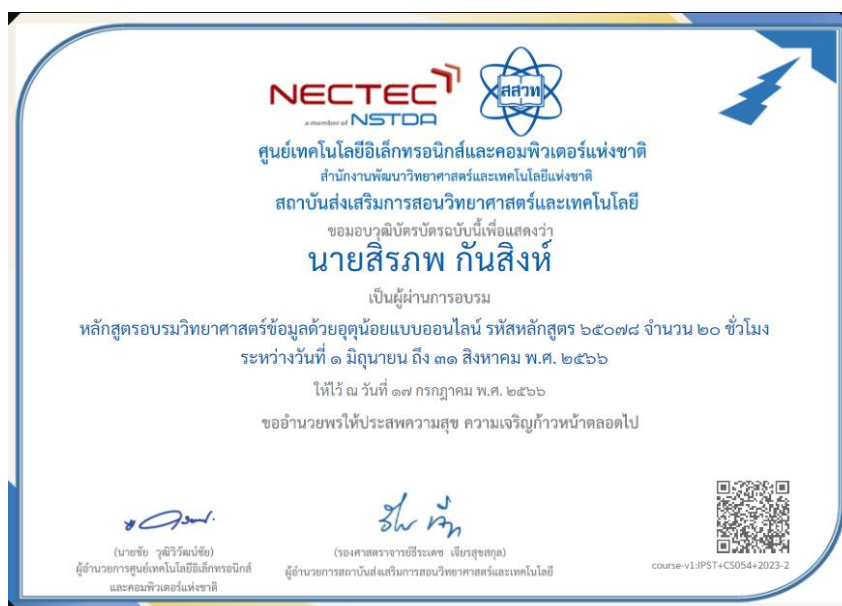 NECTEC
a member of NSTDA
สสวท
ศูนย์เทคโนโลยีอิเล็กทรอนิกส์และคอมพิวเตอร์แห่งชาติ
สำนักงานพัฒนาวิทยาศาสตร์และเทคโนโลยีแห่งชาติ
สถาบันส่งเสริมการสอนวิทยาศาสตร์และเทคโนโลยี
ขอมอบวุฒิบัตรบัตรฉบับนี้เพื่อแสดงว่า
นายสิรภพ กันสิงห์
เป็นผู้ผ่านการอบรม
หลักสูตรอบรมวิทยาศาสตร์ข้อมูลด้วยอุตุน้อยแบบออนไลน์ รหัสหลักสูตร ๖๕๐๗๘ จำนวน ๒๐ ชั่วโมง
ระหว่างวันที่ ๑ มิถุนายน ถึง ๓๑ สิงหาคม พ.ศ. ๒๕๖๖
ให้ไว้ ณ วันที่ ๑๗ กรกฎาคม พ.ศ. ๒๕๖๖
ขออำนวยพรให้ประสพความสุข ความเจริญก้าวหน้าตลอดไป
(นายชัย วุฒิวิวัฒน์ชัย)
ผู้อำนวยการศูนย์เทคโนโลยีอิเล็กทรอนิกส์
และคอมพิวเตอร์แห่งชาติ
(รองศาสตราจารย์ธีระเดช เจียรสุขสกุล)
ผู้อำนวยการสถาบันส่งเสริมการสอนวิทยาศาสตร์และเทคโนโลยี
course-v1:IPST+CS054+2023-2